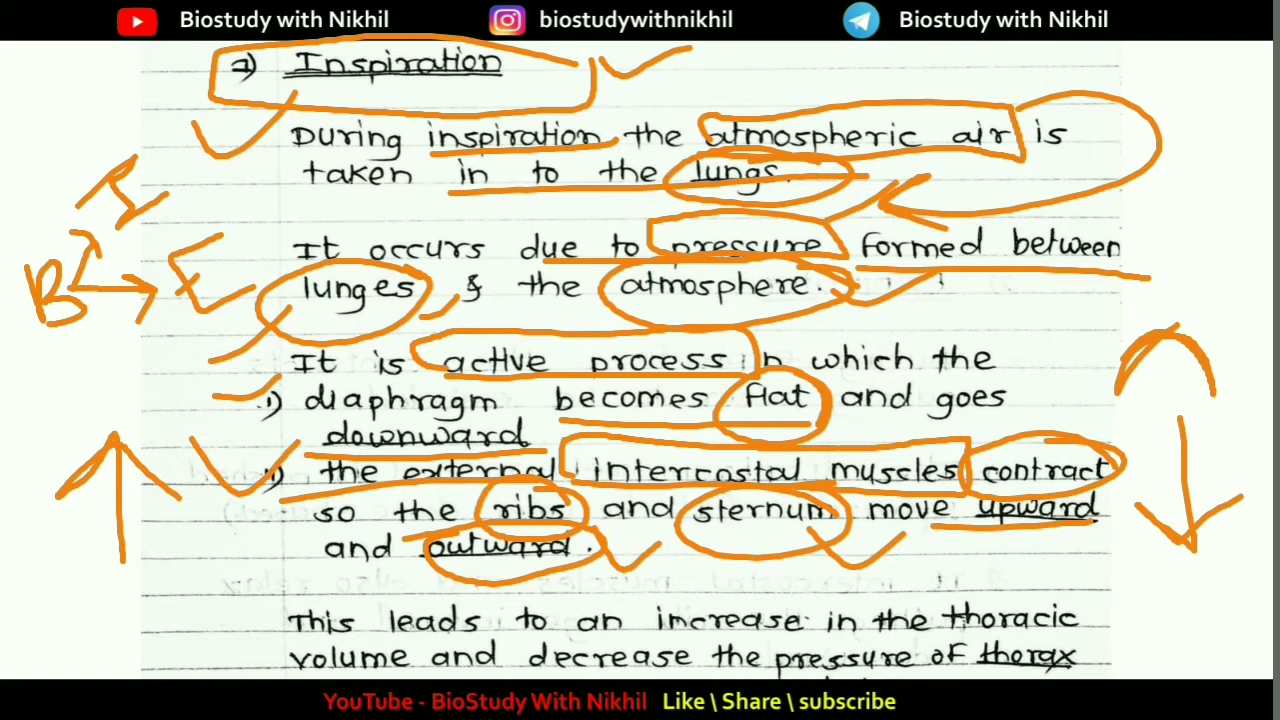 Biostudy with Nikhil biostudywithnikhil Biostudy with Nikhil
a) Inspiration
During inspiration the atmospheric air is
taken in to the lungs.
I
It occurs due to pressure formed between
B E lunges & the atmosphere.
It is active process in which the
i) diaphragm becomes flat and goes
downward
ii) the external intercostal muscles contract
so the ribs and sternum move upward
and outward.
This leads to an increase in the thoracic
volume and decrease the pressure of thorax
YouTube - BioStudy With Nikhil Like \ Share \ subscribe